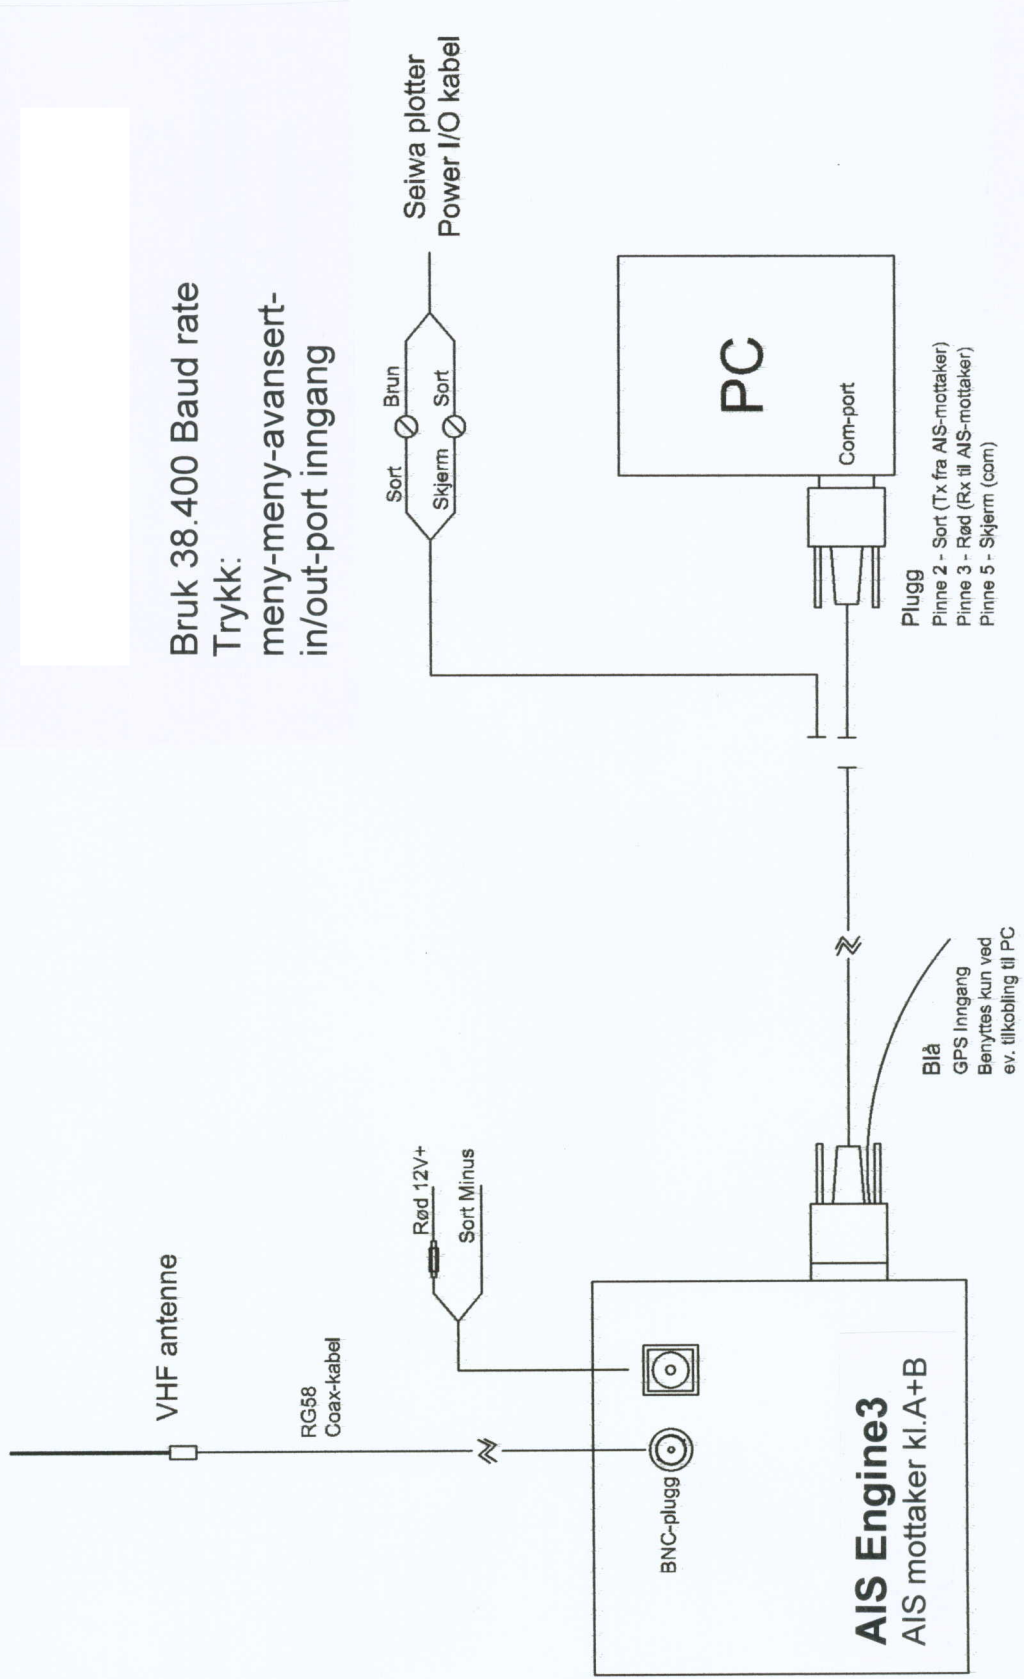 Bruk 38.400 Baud rate
Trykk:
meny-meny-avansert-
in/out-port inngang
VHF antenne
RG58
Coax-kabel
Rød 12V+
Sort Minus
Sort
Brun
Skjerm
Sort
Seiwa plotter
Power I/O kabel
BNC-plugg
AIS Engine3
AIS mottaker kl.A+B
Blå
GPS Inngang
Benyttes kun ved
ev. tilkobling til PC
PC
Com-port
Plugg
Pinne 2 - Sort (Tx fra AIS-mottaker)
Pinne 3 - Rød (Rx til AIS-mottaker)
Pinne 5 - Skjerm (com)